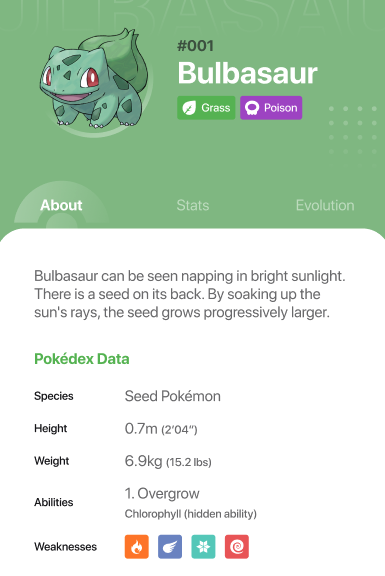 BULBASAU
#001
Bulbasaur
Grass Poison
About Stats Evolution
Bulbasaur can be seen napping in bright sunlight.
There is a seed on its back. By soaking up the
sun's rays, the seed grows progressively larger.
Pokédex Data
Species Seed Pokémon
Height 0.7m (2'04")
Weight 6.9kg (15.2 lbs)
Abilities 1. Overgrow
Chlorophyll (hidden ability)
Weaknesses